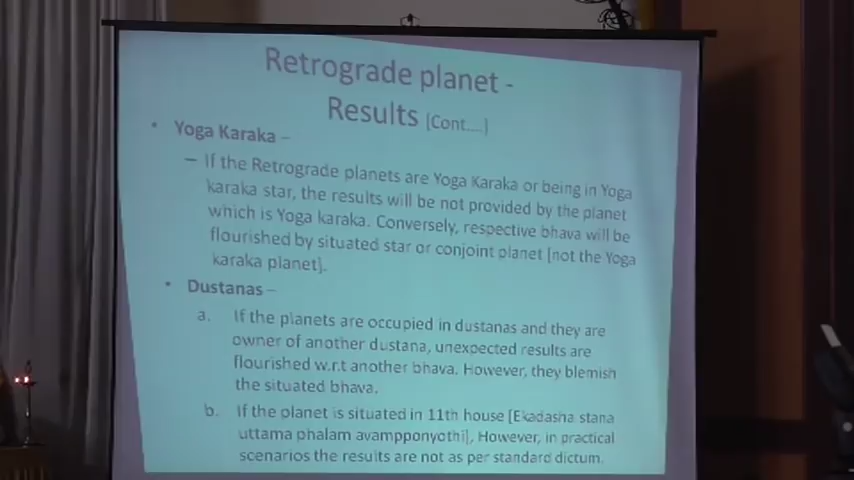 Retrograde planet -
Results [Cont....]
• Yoga Karaka –
– If the Retrograde planets are Yoga Karaka or being in Yoga
karaka star, the results will be not provided by the planet
which is Yoga karaka. Conversely, respective bhava will be
flourished by situated star or conjoint planet [not the Yoga
karaka planet].
• Dustanas –
a. If the planets are occupied in dustanas and they are
owner of another dustana, unexpected results are
flourished w.r.t another bhava. However, they blemish
the situated bhava.
b. If the planet is situated in 11th house [Ekadasha stana
uttama phalam avampponyothi], However, in practical
scenarios the results are not as per standard dictum.